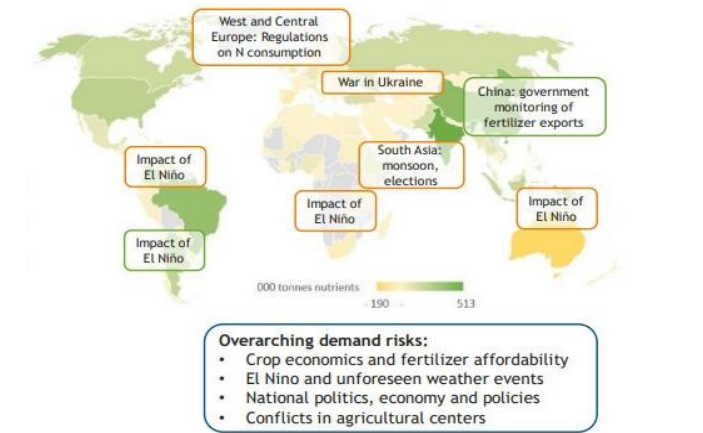 West and Central
Europe: Regulations
on N consumption
War in Ukraine
China: government
monitoring of
fertilizer exports
South Asia:
monsoon,
elections
Impact of
El Niño
Impact of
El Niño
Impact of
El Niño
Impact of
El Niño
000 tonnes nutrients
- 190 -
513
Overarching demand risks:
• Crop economics and fertilizer affordability
• El Nino and unforeseen weather events
• National politics, economy and policies
• Conflicts in agricultural centers